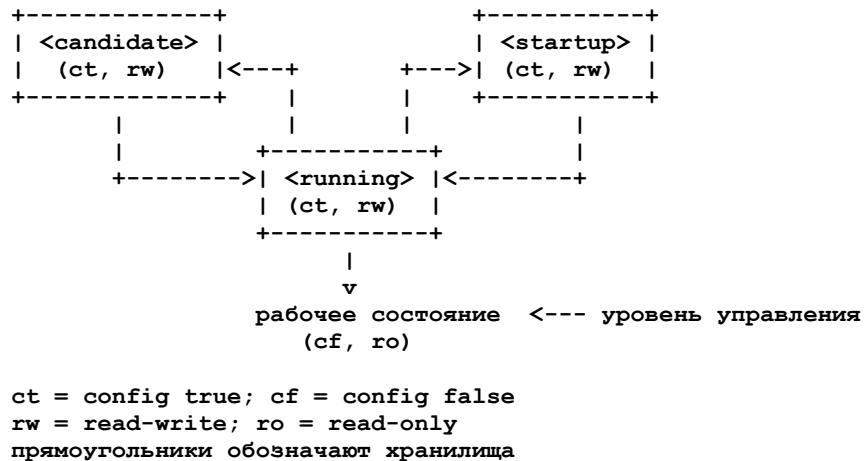 +-------------+                 +-----------+
| <candidate> |                 | <startup> |
|  (ct, rw)   |<---+       +--->| (ct, rw)  |
+-------------+    |       |    +-----------+
       |           |       |           |
       |         +-----------+         |
       +-------->| <running> |<--------+
                 | (ct, rw)  |
                 +-----------+
                       |
                       v
                 рабочее состояние  <--- уровень управления
                    (cf, ro)
ct = config true; cf = config false
rw = read-write; ro = read-only
прямоугольники обозначают хранилища